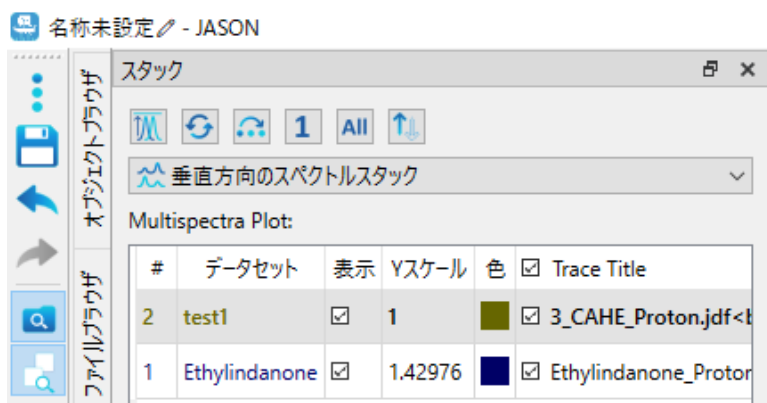 名称未設定 - JASON
オブジェクトブラウザ
ファイルブラウザ
スタック
1 All
垂直方向のスペクトルスタック
Multispectra Plot:
# データセット 表示 Yスケール 色 Trace Title
2 test1 1 3_CAHE_Proton.jdf<b
1 Ethylindanone 1.42976 Ethylindanone_Proton